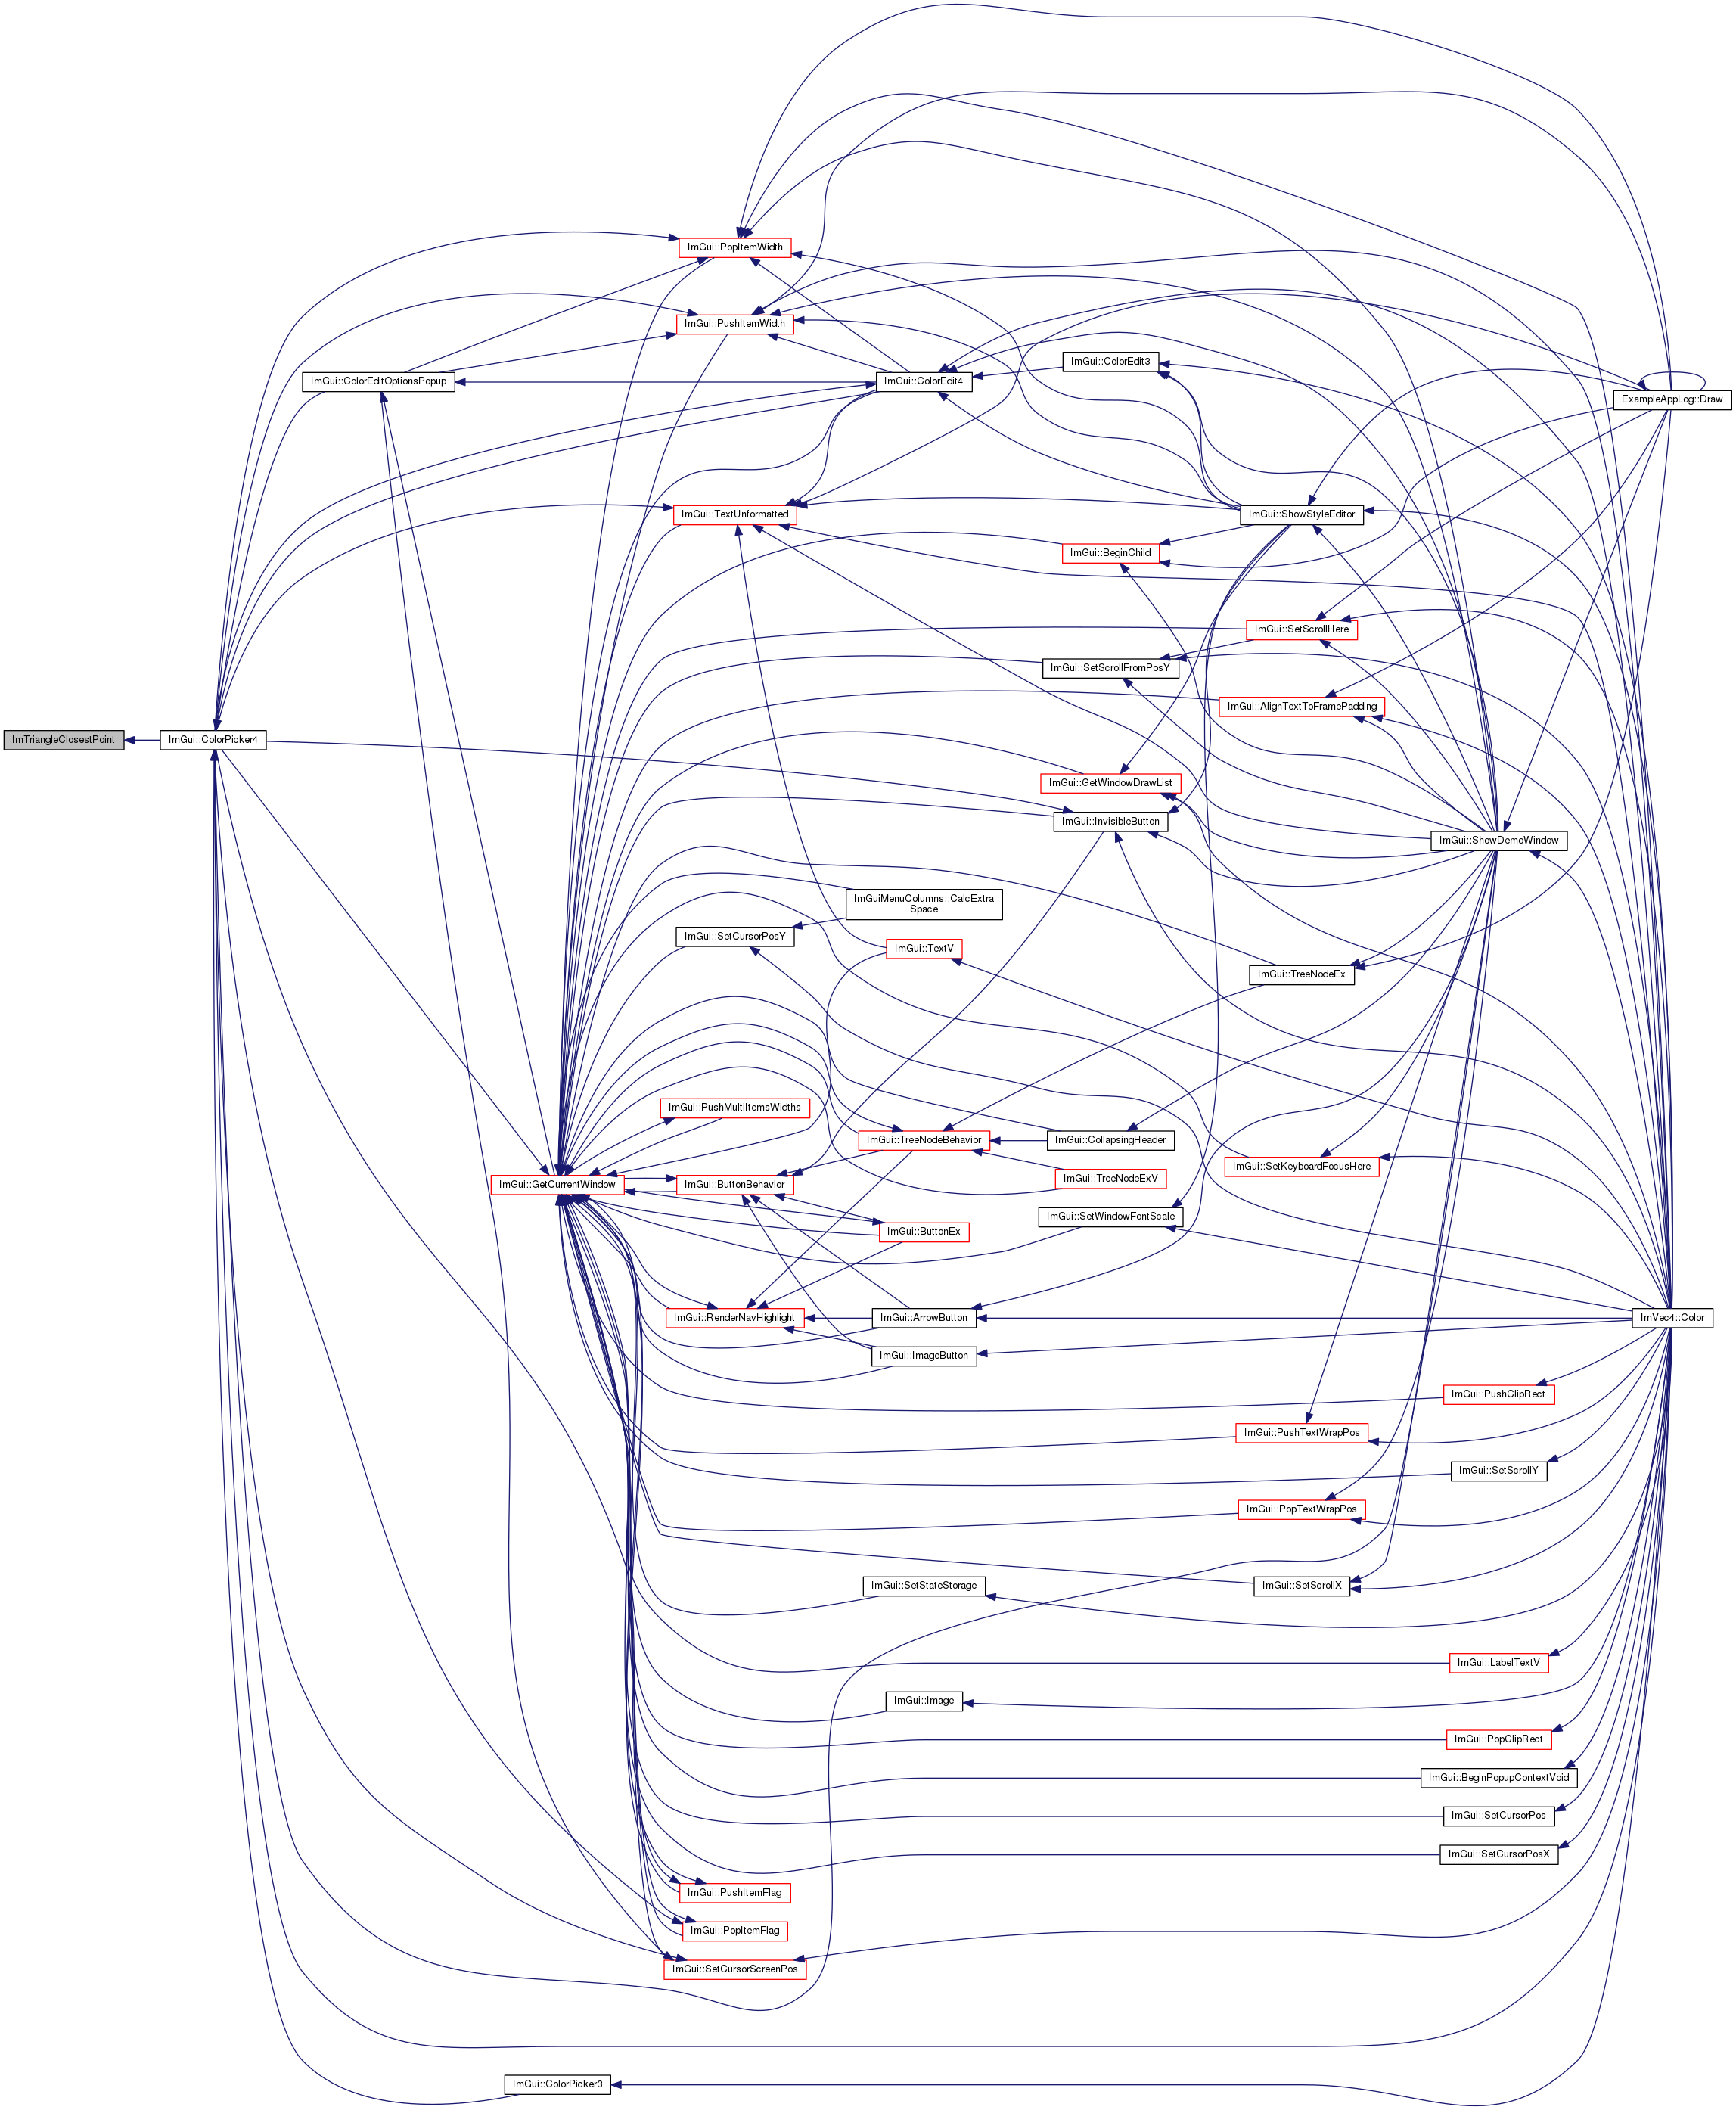 ImGui::PopItemWidth
ImGui::PushItemWidth
ImGui::ColorEdit3
ImGui::ColorEditOptionsPopup
ImGui::ColorEdit4
ExampleAppLog::Draw
ImGui::TextUnformatted
ImGui::ShowStyleEditor
ImGui::BeginChild
ImGui::SetScrollHere
ImGui::SetScrollFromPosY
ImGui::AlignTextToFramePadding
ImTriangleClosestPoint
ImGui::ColorPicker4
ImGui::GetWindowDrawList
ImGui::InvisibleButton
ImGui::ShowDemoWindow
ImGuiMenuColumns::CalcExtra
Space
ImGui::SetCursorPosY
ImGui::TextV
ImGui::TreeNodeEx
ImGui::PushMultiItemsWidths
ImGui::TreeNodeBehavior
ImGui::CollapsingHeader
ImGui::SetKeyboardFocusHere
ImGui::GetCurrentWindow
ImGui::ButtonBehavior
ImGui::TreeNodeExV
ImGui::SetWindowFontScale
ImGui::ButtonEx
ImGui::RenderNavHighlight
ImGui::ArrowButton
ImVec4::Color
ImGui::ImageButton
ImGui::PushClipRect
ImGui::PushTextWrapPos
ImGui::SetScrollY
ImGui::PopTextWrapPos
ImGui::SetStateStorage
ImGui::SetScrollX
ImGui::LabelTextV
ImGui::Image
ImGui::PopClipRect
ImGui::BeginPopupContextVoid
ImGui::SetCursorPos
ImGui::SetCursorPosX
ImGui::PushItemFlag
ImGui::PopItemFlag
ImGui::SetCursorScreenPos
ImGui::ColorPicker3